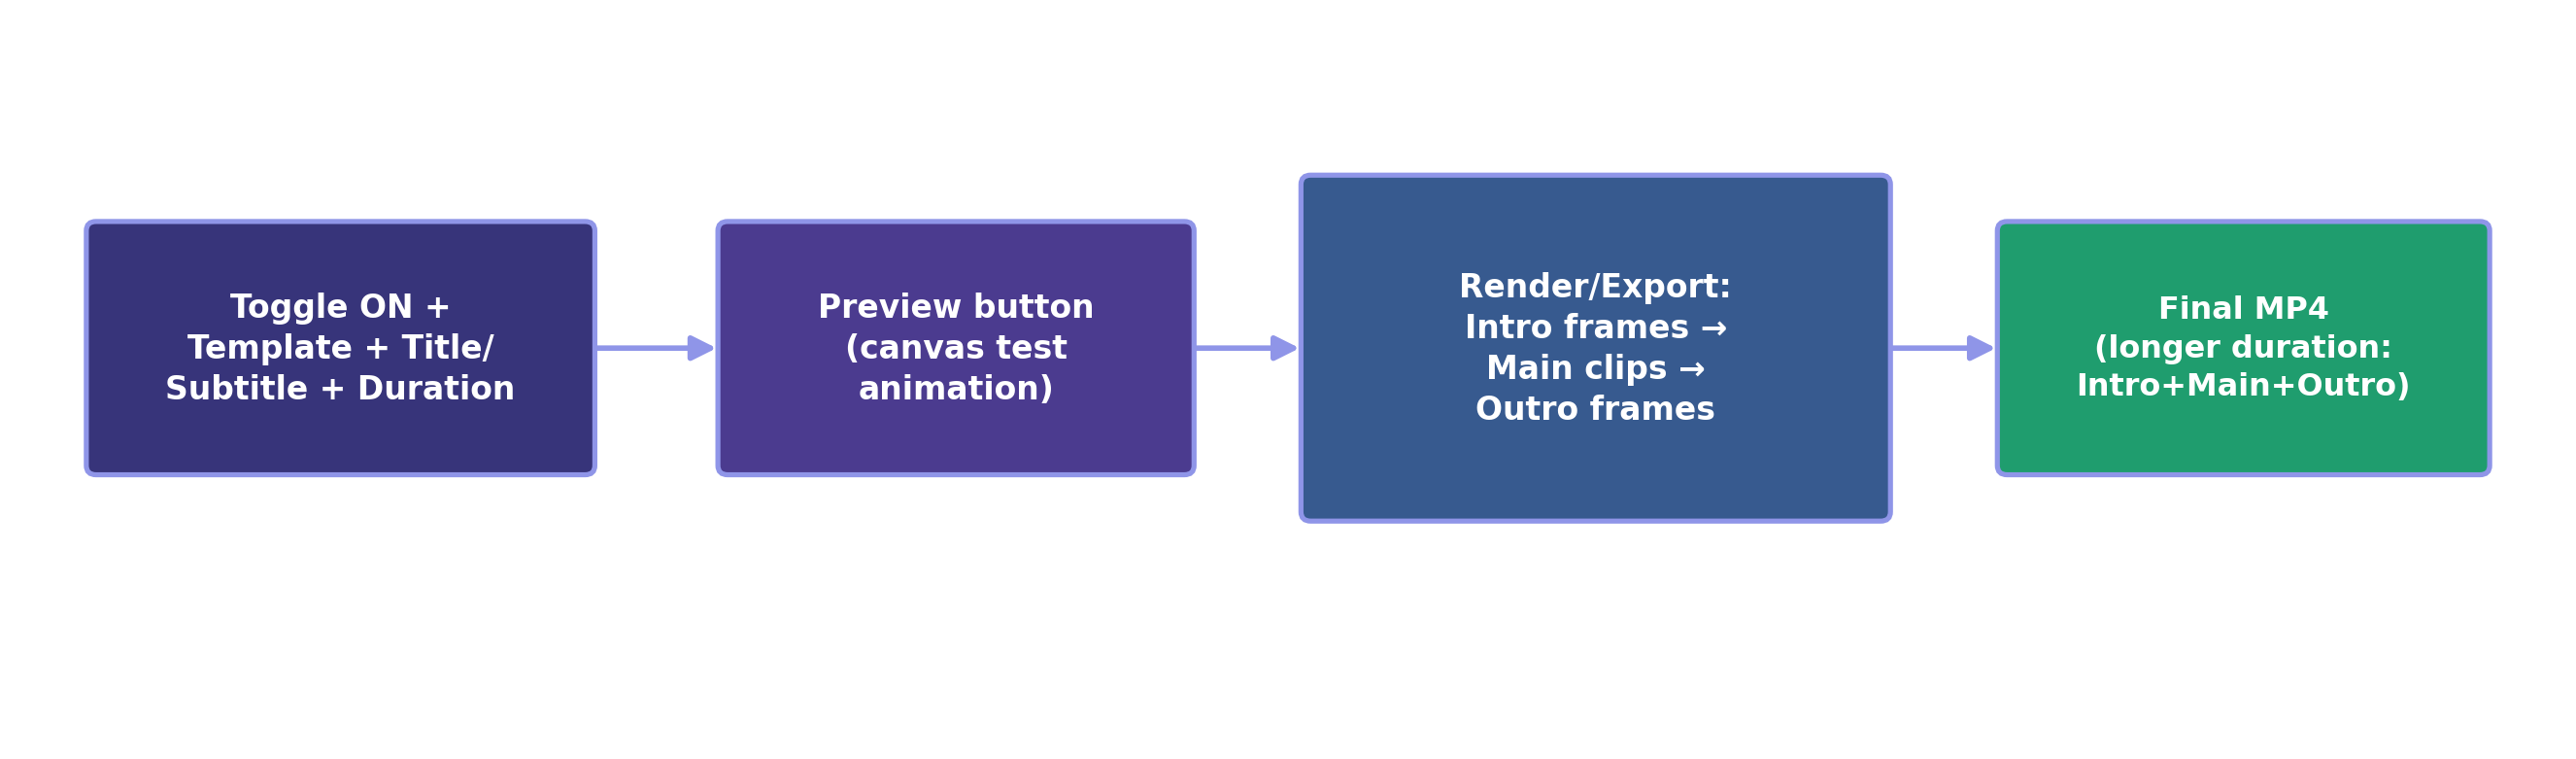 Toggle ON +
Template + Title/
Subtitle + Duration
Preview button
(canvas test
animation)
Render/Export:
Intro frames →
Main clips →
Outro frames
Final MP4
(longer duration:
Intro+Main+Outro)